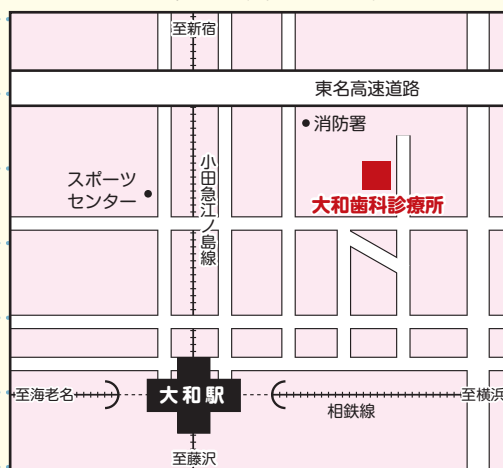 至新宿
東名高速道路
消防署
スポーツ
センター
小田急江ノ島線
大和歯科診療所
至海老名
大和駅
至横浜
相鉄線
至藤沢